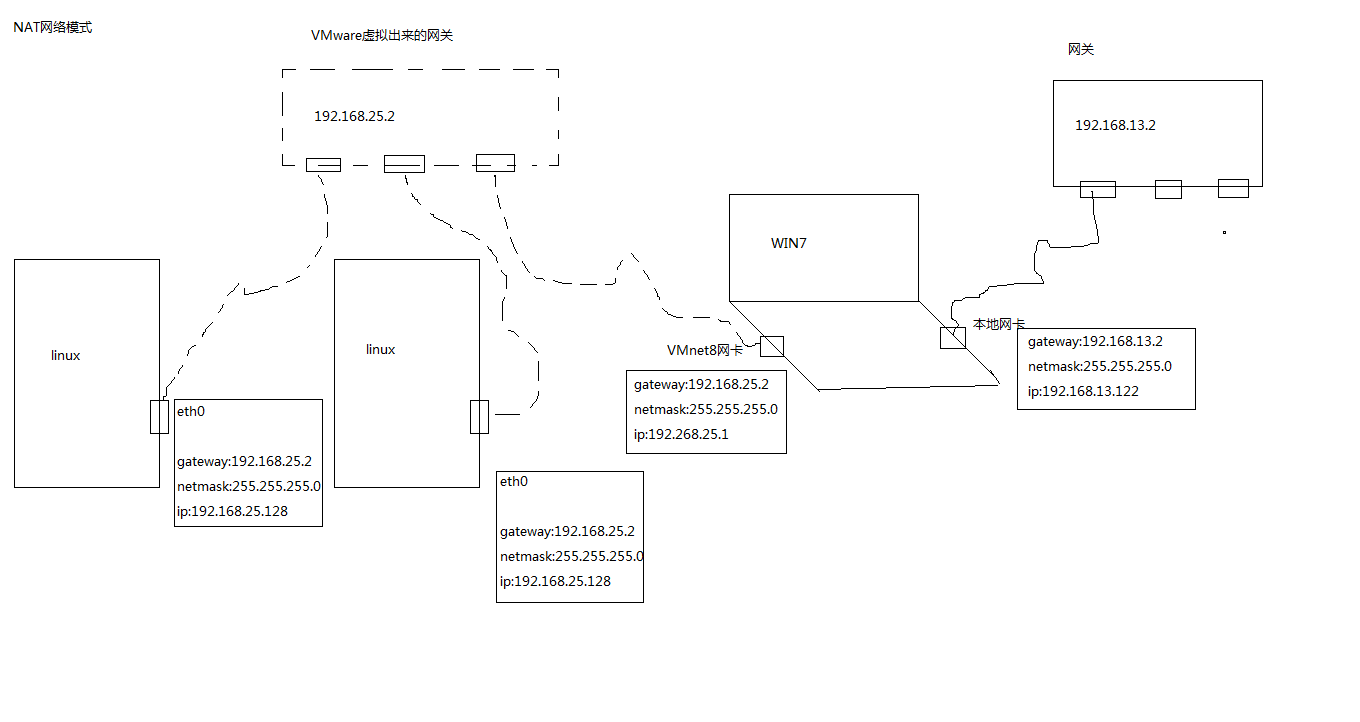 NAT网络模式
VMware虚拟出来的网关
网关
192.168.25.2
192.168.13.2
WIN7
linux
linux
VMnet8网卡
本地网卡
gateway:192.168.13.2
netmask:255.255.255.0
ip:192.168.13.122
gateway:192.168.25.2
netmask:255.255.255.0
ip:192.268.25.1
eth0
gateway:192.168.25.2
netmask:255.255.255.0
ip:192.168.25.128
eth0
gateway:192.168.25.2
netmask:255.255.255.0
ip:192.168.25.128